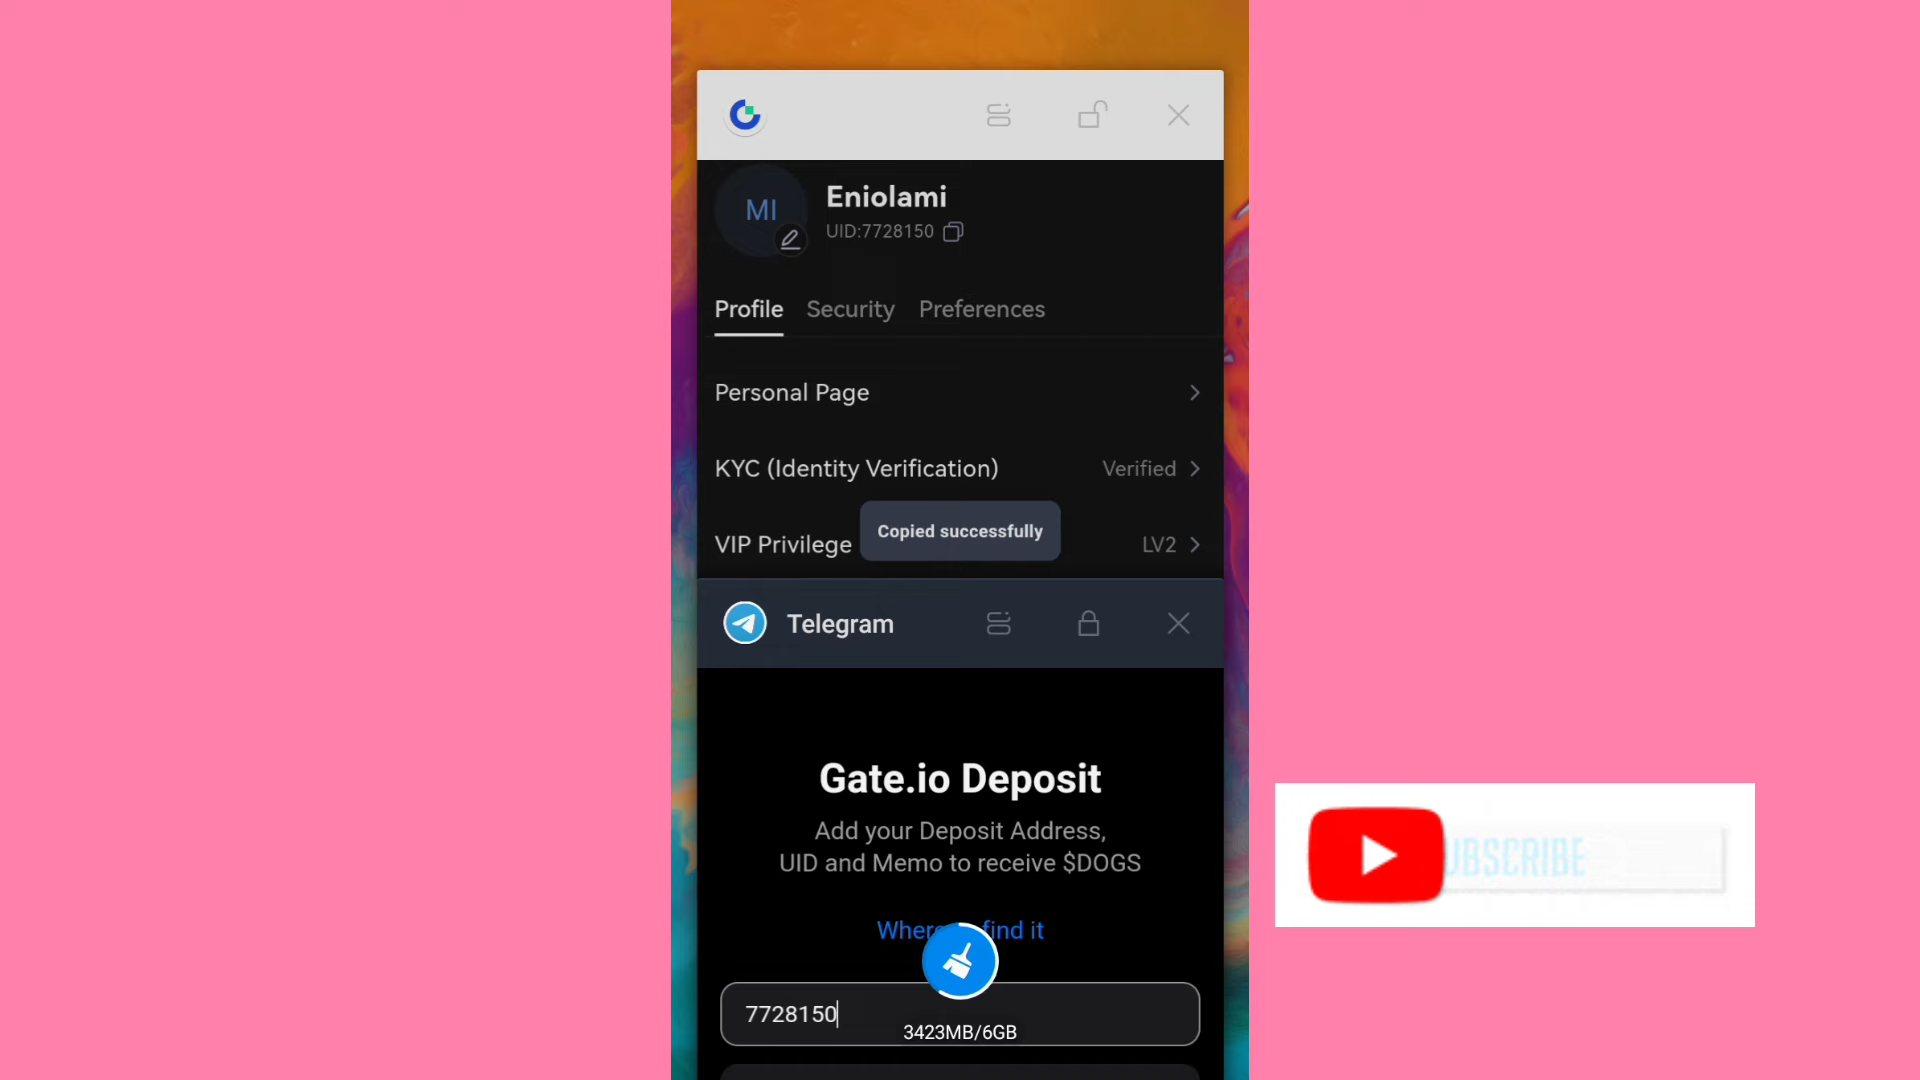 MI
Eniolami
UID:7728150
Profile Security Preferences
Personal Page
KYC (Identity Verification) Verified
Copied successfully
VIP Privilege LV2
Telegram
Gate.io Deposit
Add your Deposit Address,
UID and Memo to receive $DOGS
find it
7728150
3423MB/6GB
UBSCRIBE